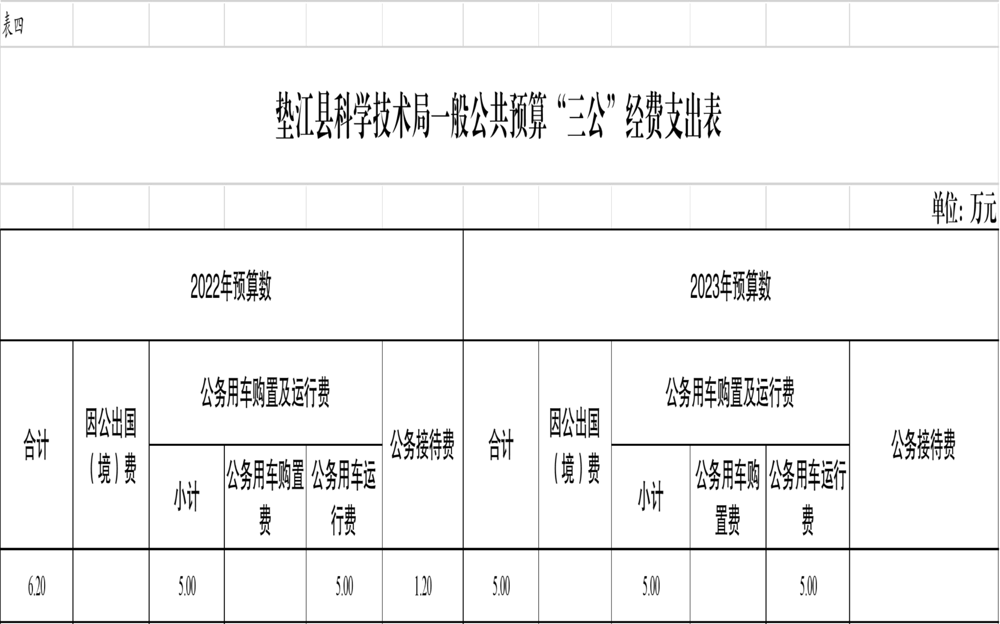 表四
垫江县科学技术局一般公共预算“三公”经费支出表
单位：万元
2022年预算数
2023年预算数
合计
因公出国
（境）费
公务用车购置及运行费
公务接待费
合计
因公出国
（境）费
公务用车购置及运行费
公务接待费
小计
公务用车购置
费
公务用车运
行费
小计
公务用车购
置费
公务用车运行
费
6.20
5.00
5.00
1.20
5.00
5.00
5.00